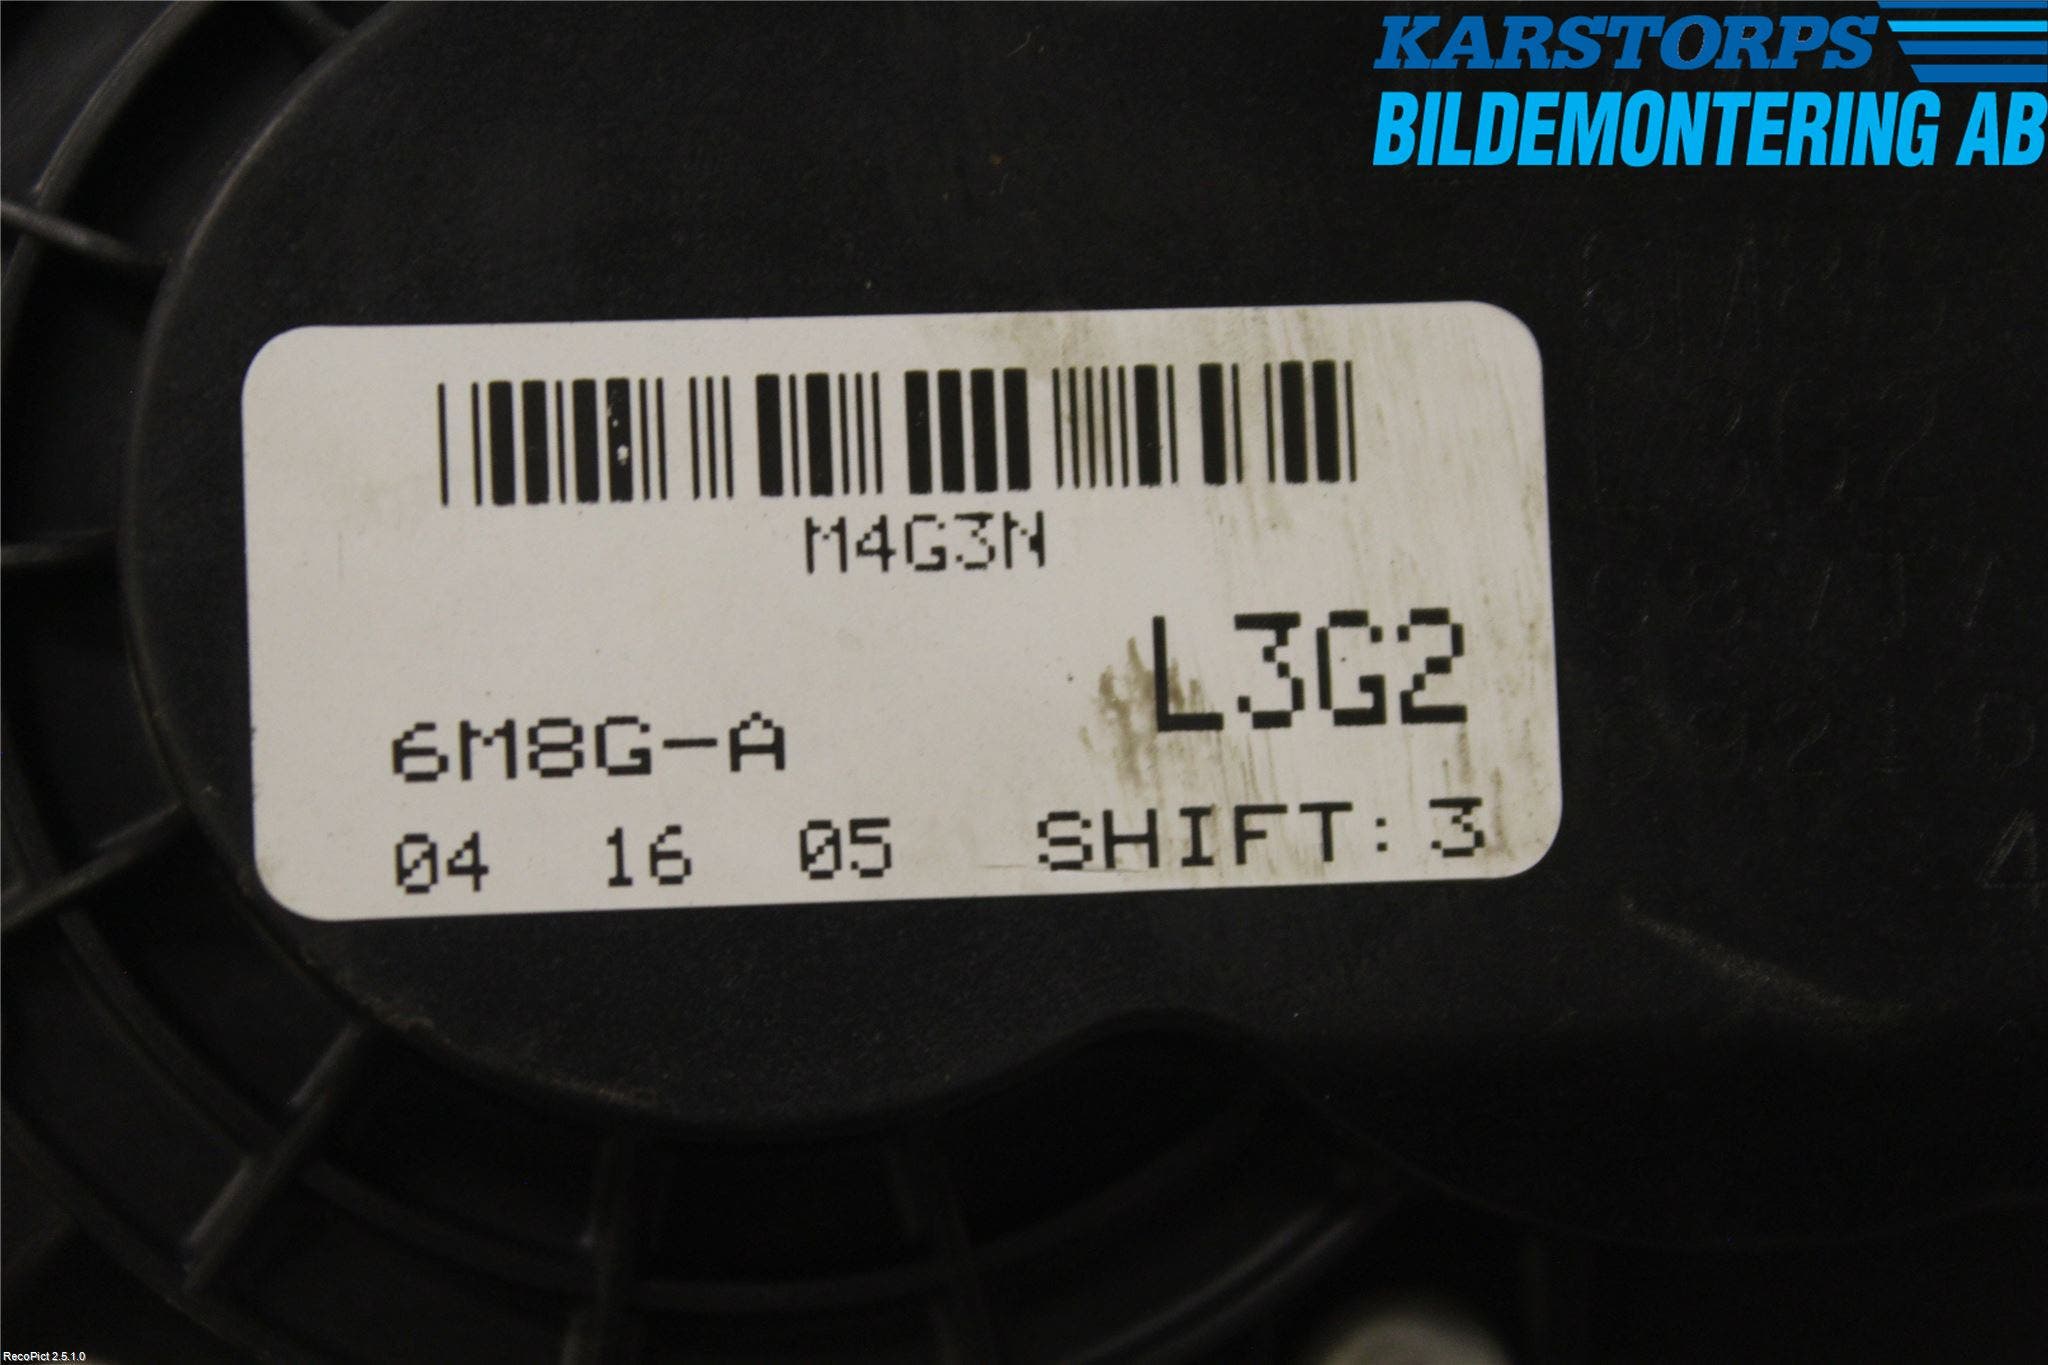 KARSTORPS
BILDEMONTERING AB
M4G3N
L3G2
6M8G-A
04 16 05 SHIFT: 3
RecoPict 2.5.1.0